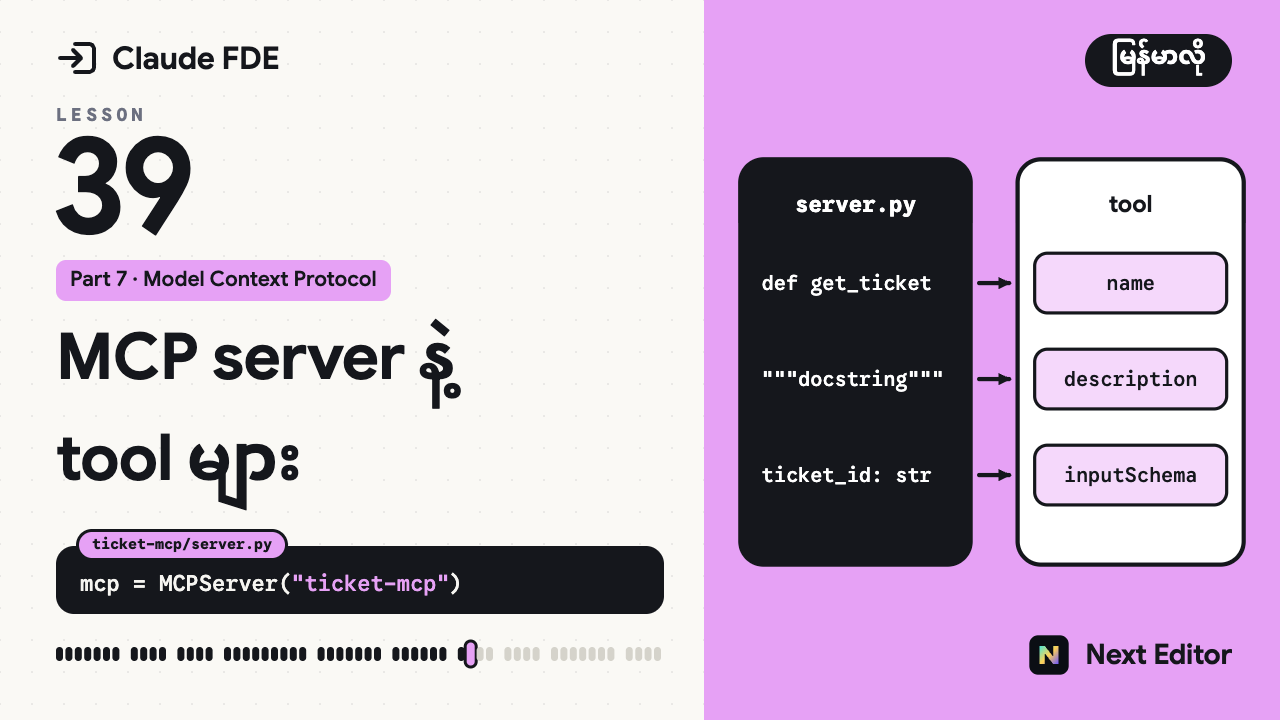 Claude FDE
LESSON
39
Part 7 · Model Context Protocol
MCP server နဲ့
tool များ
ticket-mcp/server.py
mcp = MCPServer("ticket-mcp")
မြန်မာလို
server.py
def get_ticket
"""docstring"""
ticket_id: str
tool
name
description
inputSchema
N
Next Editor